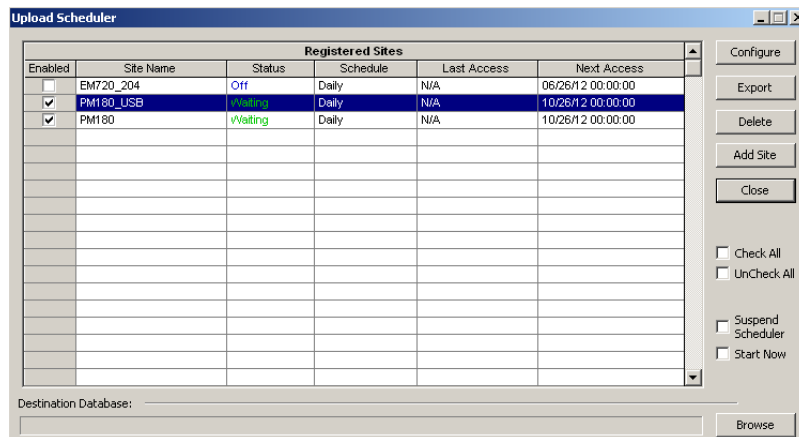 Upload Scheduler
Registered Sites
Enabled Site Name Status Schedule Last Access Next Access
EM720_204 Off Daily N/A 06/26/12 00:00:00
PM180_USB Waiting Daily N/A 10/26/12 00:00:00
PM180 Waiting Daily N/A 10/26/12 00:00:00
Configure
Export
Delete
Add Site
Close
Check All
UnCheck All
Suspend
Scheduler
Start Now
Destination Database:
Browse